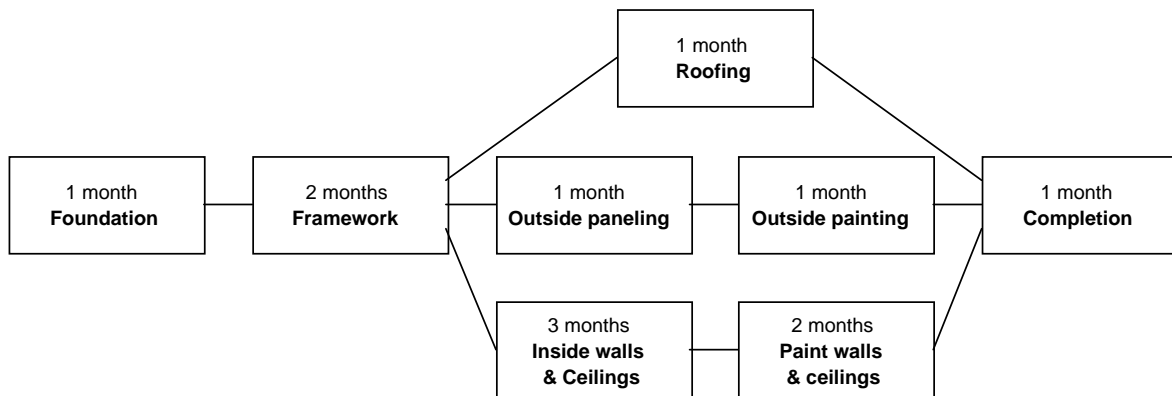 1 month
Roofing
1 month
Foundation
2 months
Framework
1 month
Outside paneling
1 month
Outside painting
1 month
Completion
3 months
Inside walls
& Ceilings
2 months
Paint walls
& ceilings